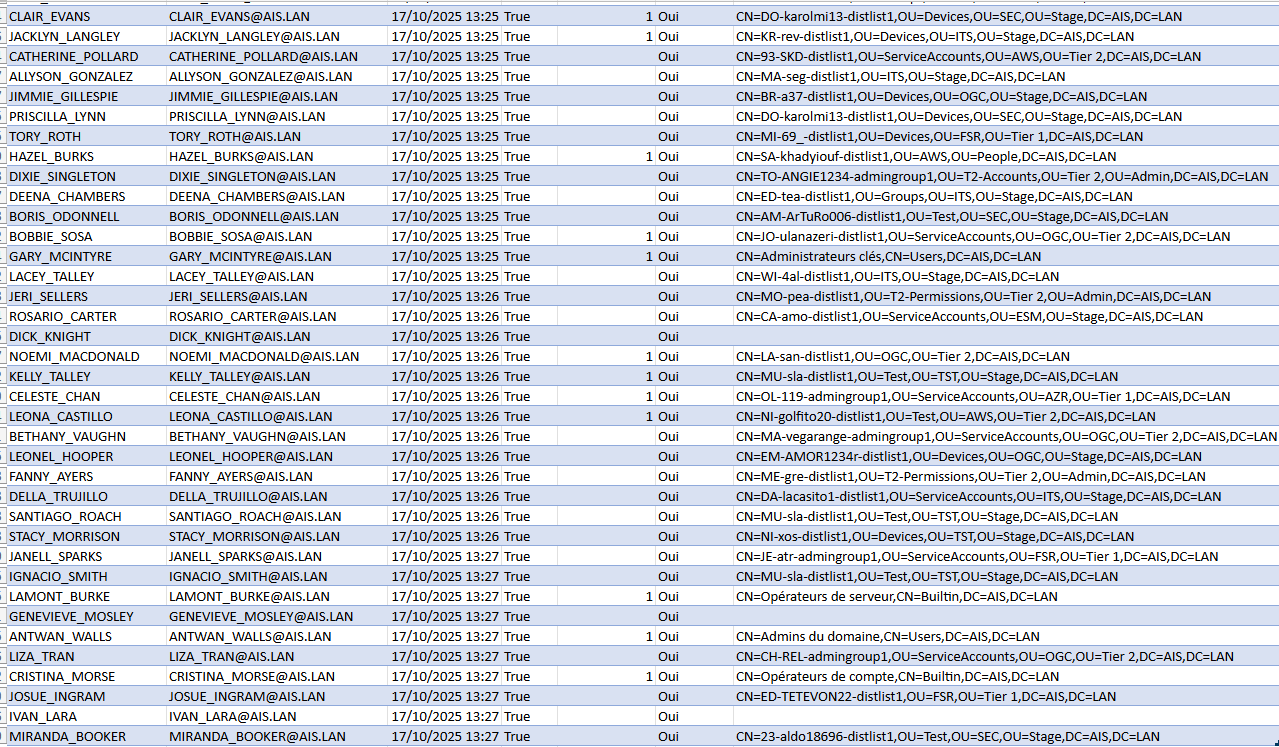 CLAIR_EVANS CLAIR_EVANS@AIS.LAN 17/10/2025 13:25 True 1 Oui CN=DO-karolmi13-distlist1,OU=Devices,OU=SEC,OU=Stage,DC=AIS,DC=LAN
JACKLYN_LANGLEY JACKLYN_LANGLEY@AIS.LAN 17/10/2025 13:25 True 1 Oui CN=KR-rev-distlist1,OU=Devices,OU=ITS,OU=Stage,DC=AIS,DC=LAN
CATHERINE_POLLARD CATHERINE_POLLARD@AIS.LAN 17/10/2025 13:25 True Oui CN=93-SKD-distlist1,OU=ServiceAccounts,OU=AWS,OU=Tier 2,DC=AIS,DC=LAN
ALLYSON_GONZALEZ ALLYSON_GONZALEZ@AIS.LAN 17/10/2025 13:25 True Oui CN=MA-seg-distlist1,OU=ITS,OU=Stage,DC=AIS,DC=LAN
JIMMIE_GILLESPIE JIMMIE_GILLESPIE@AIS.LAN 17/10/2025 13:25 True Oui CN=BR-a37-distlist1,OU=Devices,OU=OGC,OU=Stage,DC=AIS,DC=LAN
PRISCILLA_LYNN PRISCILLA_LYNN@AIS.LAN 17/10/2025 13:25 True Oui CN=DO-karolmi13-distlist1,OU=Devices,OU=SEC,OU=Stage,DC=AIS,DC=LAN
TORY_ROTH TORY_ROTH@AIS.LAN 17/10/2025 13:25 True Oui CN=MI-69_-distlist1,OU=Devices,OU=FSR,OU=Tier 1,DC=AIS,DC=LAN
HAZEL_BURKS HAZEL_BURKS@AIS.LAN 17/10/2025 13:25 True 1 Oui CN=SA-khadyiouf-distlist1,OU=AWS,OU=People,DC=AIS,DC=LAN
DIXIE_SINGLETON DIXIE_SINGLETON@AIS.LAN 17/10/2025 13:25 True Oui CN=TO-ANGIE1234-admingroup1,OU=T2-Accounts,OU=Tier 2,OU=Admin,DC=AIS,DC=LAN
DEENA_CHAMBERS DEENA_CHAMBERS@AIS.LAN 17/10/2025 13:25 True Oui CN=ED-tea-distlist1,OU=Groups,OU=ITS,OU=Stage,DC=AIS,DC=LAN
BORIS_ODONNELL BORIS_ODONNELL@AIS.LAN 17/10/2025 13:25 True Oui CN=AM-ArTuRo006-distlist1,OU=Test,OU=SEC,OU=Stage,DC=AIS,DC=LAN
BOBBIE_SOSA BOBBIE_SOSA@AIS.LAN 17/10/2025 13:25 True 1 Oui CN=JO-ulanazeri-distlist1,OU=ServiceAccounts,OU=OGC,OU=Tier 2,DC=AIS,DC=LAN
GARY_MCINTYRE GARY_MCINTYRE@AIS.LAN 17/10/2025 13:25 True 1 Oui CN=Administrateurs clés,CN=Users,DC=AIS,DC=LAN
LACEY_TALLEY LACEY_TALLEY@AIS.LAN 17/10/2025 13:25 True Oui CN=WI-4al-distlist1,OU=ITS,OU=Stage,DC=AIS,DC=LAN
JERI_SELLERS JERI_SELLERS@AIS.LAN 17/10/2025 13:26 True Oui CN=MO-pea-distlist1,OU=T2-Permissions,OU=Tier 2,OU=Admin,DC=AIS,DC=LAN
ROSARIO_CARTER ROSARIO_CARTER@AIS.LAN 17/10/2025 13:26 True Oui CN=CA-amo-distlist1,OU=ServiceAccounts,OU=ESM,OU=Stage,DC=AIS,DC=LAN
DICK_KNIGHT DICK_KNIGHT@AIS.LAN 17/10/2025 13:26 True Oui
NOEMI_MACDONALD NOEMI_MACDONALD@AIS.LAN 17/10/2025 13:26 True 1 Oui CN=LA-san-distlist1,OU=OGC,OU=Tier 2,DC=AIS,DC=LAN
KELLY_TALLEY KELLY_TALLEY@AIS.LAN 17/10/2025 13:26 True 1 Oui CN=MU-sla-distlist1,OU=Test,OU=TST,OU=Stage,DC=AIS,DC=LAN
CELESTE_CHAN CELESTE_CHAN@AIS.LAN 17/10/2025 13:26 True 1 Oui CN=OL-119-admingroup1,OU=ServiceAccounts,OU=AZR,OU=Tier 1,DC=AIS,DC=LAN
LEONA_CASTILLO LEONA_CASTILLO@AIS.LAN 17/10/2025 13:26 True 1 Oui CN=NI-golfito20-distlist1,OU=Test,OU=AWS,OU=Tier 2,DC=AIS,DC=LAN
BETHANY_VAUGHN BETHANY_VAUGHN@AIS.LAN 17/10/2025 13:26 True Oui CN=MA-vegarange-admingroup1,OU=ServiceAccounts,OU=OGC,OU=Tier 2,DC=AIS,DC=LAN
LEONEL_HOOPER LEONEL_HOOPER@AIS.LAN 17/10/2025 13:26 True Oui CN=EM-AMOR1234r-distlist1,OU=Devices,OU=OGC,OU=Stage,DC=AIS,DC=LAN
FANNY_AYERS FANNY_AYERS@AIS.LAN 17/10/2025 13:26 True Oui CN=ME-gre-distlist1,OU=T2-Permissions,OU=Tier 2,OU=Admin,DC=AIS,DC=LAN
DELLA_TRUJILLO DELLA_TRUJILLO@AIS.LAN 17/10/2025 13:26 True Oui CN=DA-lacasito1-distlist1,OU=ServiceAccounts,OU=ITS,OU=Stage,DC=AIS,DC=LAN
SANTIAGO_ROACH SANTIAGO_ROACH@AIS.LAN 17/10/2025 13:26 True Oui CN=MU-sla-distlist1,OU=Test,OU=TST,OU=Stage,DC=AIS,DC=LAN
STACY_MORRISON STACY_MORRISON@AIS.LAN 17/10/2025 13:26 True Oui CN=NI-xos-distlist1,OU=Devices,OU=TST,OU=Stage,DC=AIS,DC=LAN
JANELL_SPARKS JANELL_SPARKS@AIS.LAN 17/10/2025 13:27 True Oui CN=JE-atr-admingroup1,OU=ServiceAccounts,OU=FSR,OU=Tier 1,DC=AIS,DC=LAN
IGNACIO_SMITH IGNACIO_SMITH@AIS.LAN 17/10/2025 13:27 True Oui CN=MU-sla-distlist1,OU=Test,OU=TST,OU=Stage,DC=AIS,DC=LAN
LAMONT_BURKE LAMONT_BURKE@AIS.LAN 17/10/2025 13:27 True 1 Oui CN=Opérateurs de serveur,CN=Builtin,DC=AIS,DC=LAN
GENEVIEVE_MOSLEY GENEVIEVE_MOSLEY@AIS.LAN 17/10/2025 13:27 True Oui
ANTWAN_WALLS ANTWAN_WALLS@AIS.LAN 17/10/2025 13:27 True 1 Oui CN=Admins du domaine,CN=Users,DC=AIS,DC=LAN
LIZA_TRAN LIZA_TRAN@AIS.LAN 17/10/2025 13:27 True Oui CN=CH-REL-admingroup1,OU=ServiceAccounts,OU=OGC,OU=Tier 2,DC=AIS,DC=LAN
CRISTINA_MORSE CRISTINA_MORSE@AIS.LAN 17/10/2025 13:27 True 1 Oui CN=Opérateurs de compte,CN=Builtin,DC=AIS,DC=LAN
JOSUE_INGRAM JOSUE_INGRAM@AIS.LAN 17/10/2025 13:27 True Oui CN=ED-TETEVON22-distlist1,OU=FSR,OU=Tier 1,DC=AIS,DC=LAN
IVAN_LARA IVAN_LARA@AIS.LAN 17/10/2025 13:27 True Oui
MIRANDA_BOOKER MIRANDA_BOOKER@AIS.LAN 17/10/2025 13:27 True Oui CN=23-aldo18696-distlist1,OU=Test,OU=SEC,OU=Stage,DC=AIS,DC=LAN